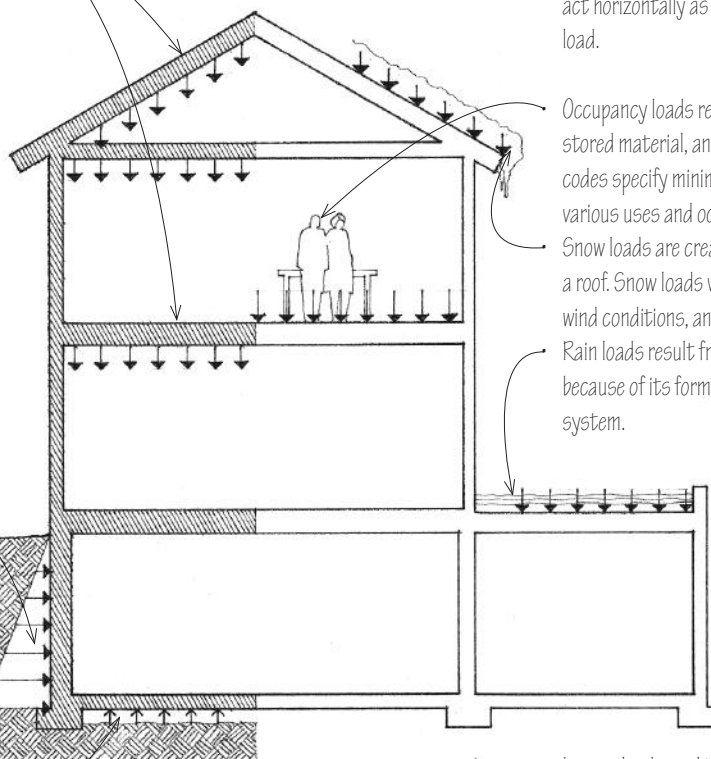 act horizontally as
load.
Occupancy loads re
stored material, an
codes specify minim
various uses and oc
Snow loads are crea
a roof. Snow loads v
wind conditions, an
Rain loads result fr
because of its form
system.